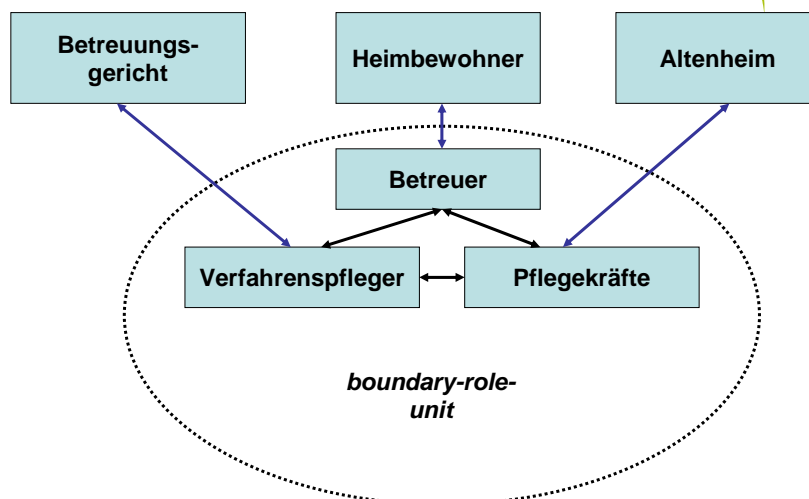 Betreuungs-
gericht
Heimbewohner
Altenheim
Betreuer
Verfahrenspfleger
Pflegekräfte
boundary-role-
unit